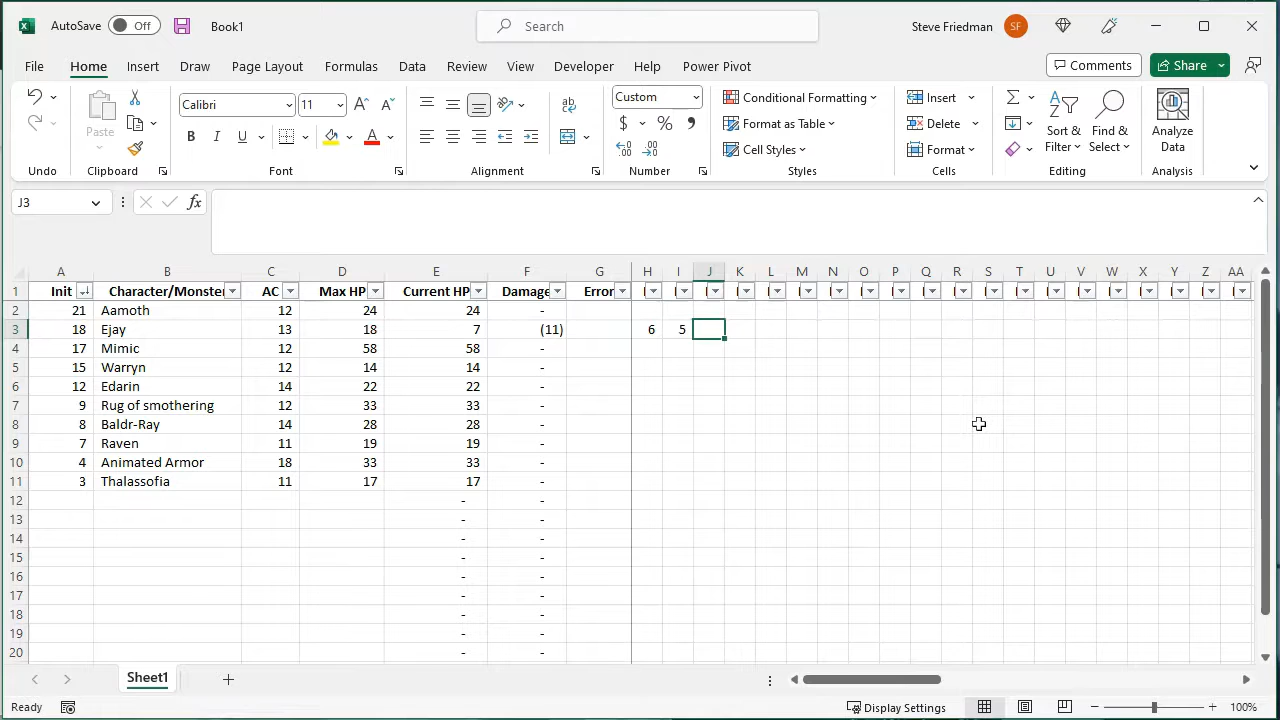 AutoSave Off Book1 Search Steve Friedman SF
File Home Insert Draw Page Layout Formulas Data Review View Developer Help Power Pivot Comments Share
Paste Calibri 11 Custom Conditional Formatting Insert Sort & Filter Find & Select Analyze Data
B I U A $ % , Format as Table Delete
Cell Styles Format
Undo Clipboard Font Alignment Number Styles Cells Editing Analysis
J3 fx
A B C D E F G H I J K L M N O P Q R S T U V W X Y Z AA
1 Init Character/Monster AC Max HP Current HP Damage Error
2 21 Aamoth 12 24 24 -
3 18 Ejay 13 18 7 (11) 6 5
4 17 Mimic 12 58 58 -
5 15 Warryn 12 14 14 -
6 12 Edarin 14 22 22 -
7 9 Rug of smothering 12 33 33 -
8 8 Baldr-Ray 14 28 28 -
9 7 Raven 11 19 19 -
10 4 Animated Armor 18 33 33 -
11 3 Thalassofia 11 17 17 -
12 - -
13 - -
14 - -
15 - -
16 - -
17 - -
18 - -
19 - -
20 - -
Sheet1
Ready Display Settings 100%